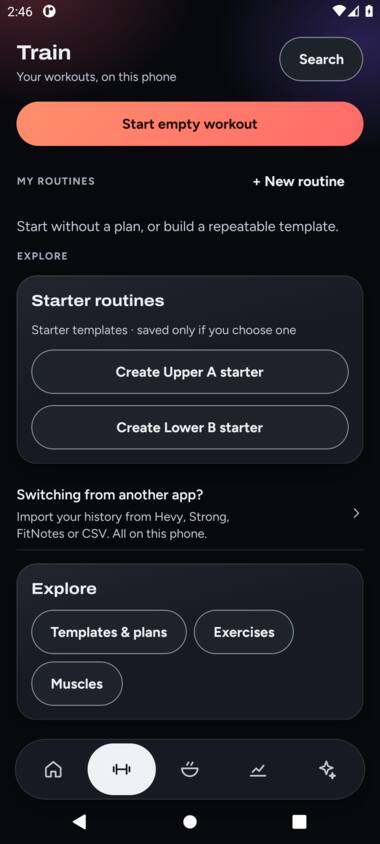 2:46
Train
Search
Your workouts, on this phone
Start empty workout
MY ROUTINES
+ New routine
Start without a plan, or build a repeatable template.
EXPLORE
Starter routines
Starter templates · saved only if you choose one
Create Upper A starter
Create Lower B starter
Switching from another app?
Import your history from Hevy, Strong,
FitNotes or CSV. All on this phone.
Explore
Templates & plans
Exercises
Muscles